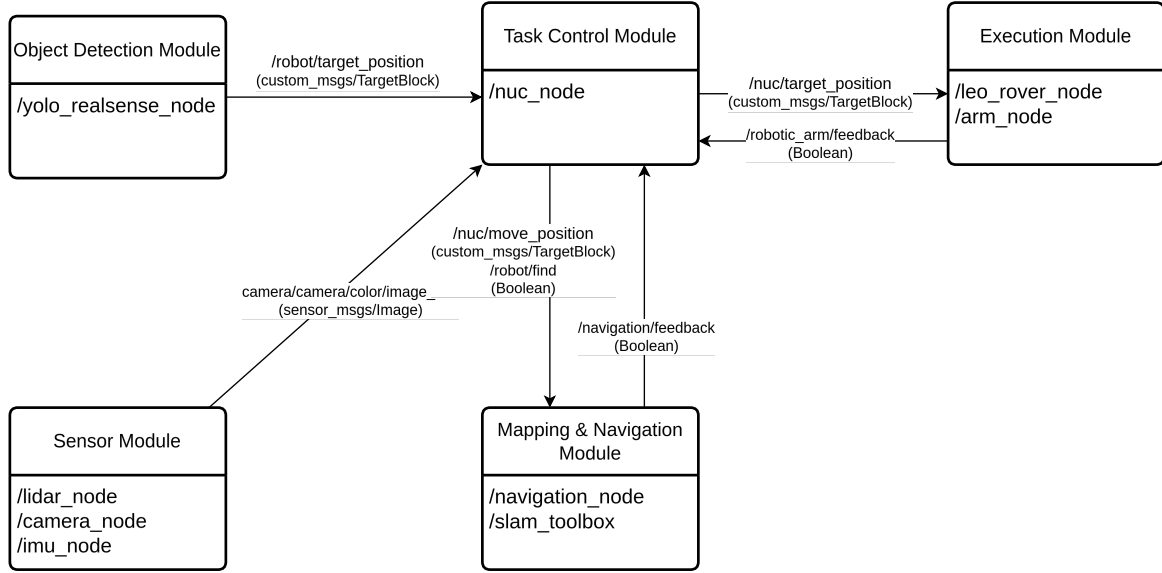 Object Detection Module
/yolo_realsense_node
/robot/target_position
(custom_msgs/TargetBlock)
Task Control Module
/nuc_node
/nuc/target_position
(custom_msgs/TargetBlock)
/robotic_arm/feedback
(Boolean)
Execution Module
/leo_rover_node
/arm_node
/nuc/move_position
(custom_msgs/TargetBlock)
/robot/find
(Boolean)
camera/camera/color/image_
(sensor_msgs/Image)
/navigation/feedback
(Boolean)
Sensor Module
/lidar_node
/camera_node
/imu_node
Mapping & Navigation
Module
/navigation_node
/slam_toolbox